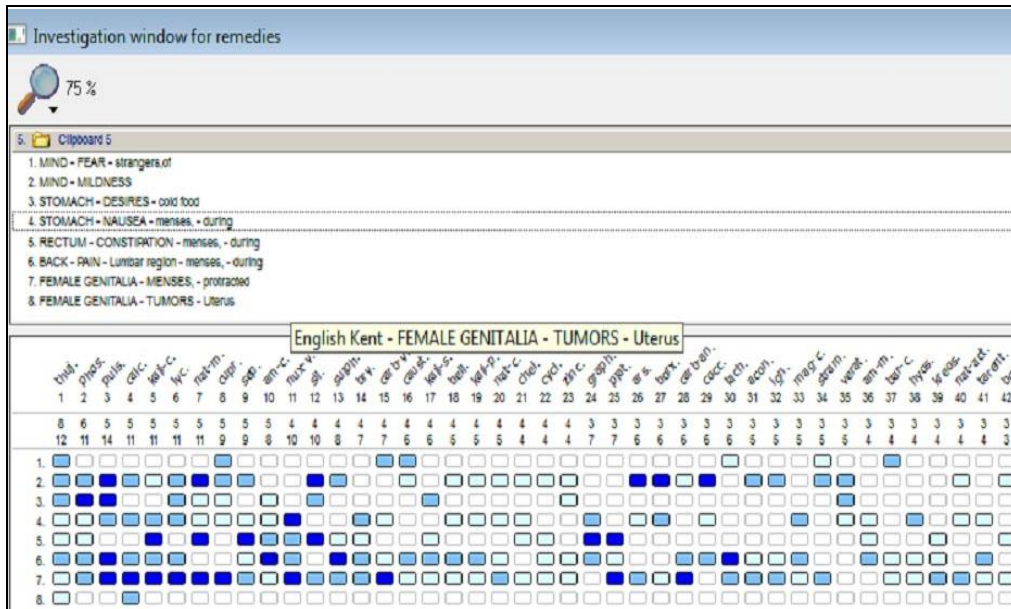 Investigation window for remedies
75 %
5. Clipboard 5
1. MIND - FEAR - strangers,of
2. MIND - MILDNESS
3. STOMACH - DESIRES - cold food
4. STOMACH - NAUSEA - menses, - during
5. RECTUM - CONSTIPATION - menses, - during
6. BACK - PAIN - Lumbar region - menses, - during
7. FEMALE GENITALIA - MENSES, - protracted
8. FEMALE GENITALIA - TUMORS - Uterus
English Kent - FEMALE GENITALIA - TUMORS - Uterus
phos. puls. calc. kali-c. lyc. nat-m. cupr. sep. am-c. nux-v. sil. sulph. bry. carb-v. caust. kali-s. bell. kali-p. nat-c. chel. cycl. zinc. graph. plat. ars. borx. carb-an. cocc. lach. acon. ign. mag-c. stram. verat. am-m. bar-c. hyos. kreos. tarent.
1 2 3 4 5 6 7 8 9 10 11 12 13 14 15 16 17 18 19 20 21 22 23 24 25 26 27 28 29 30 31 32 33 34 35 36 37 38 39 40 41 42
8 6 5 5 5 5 5 5 5 5 4 4 4 4 4 4 4 4 4 4 4 4 4 3 3 3 3 3 3 3 3 3 3 3 3 3 3 3 3 3 3 3
12 11 14 11 11 11 11 9 9 8 10 10 8 7 7 6 6 5 5 5 4 4 4 7 7 6 6 6 6 6 5 5 5 5 5 4 4 4 4 4 4 3
1.
2.
3.
4.
5.
6.
7.
8.